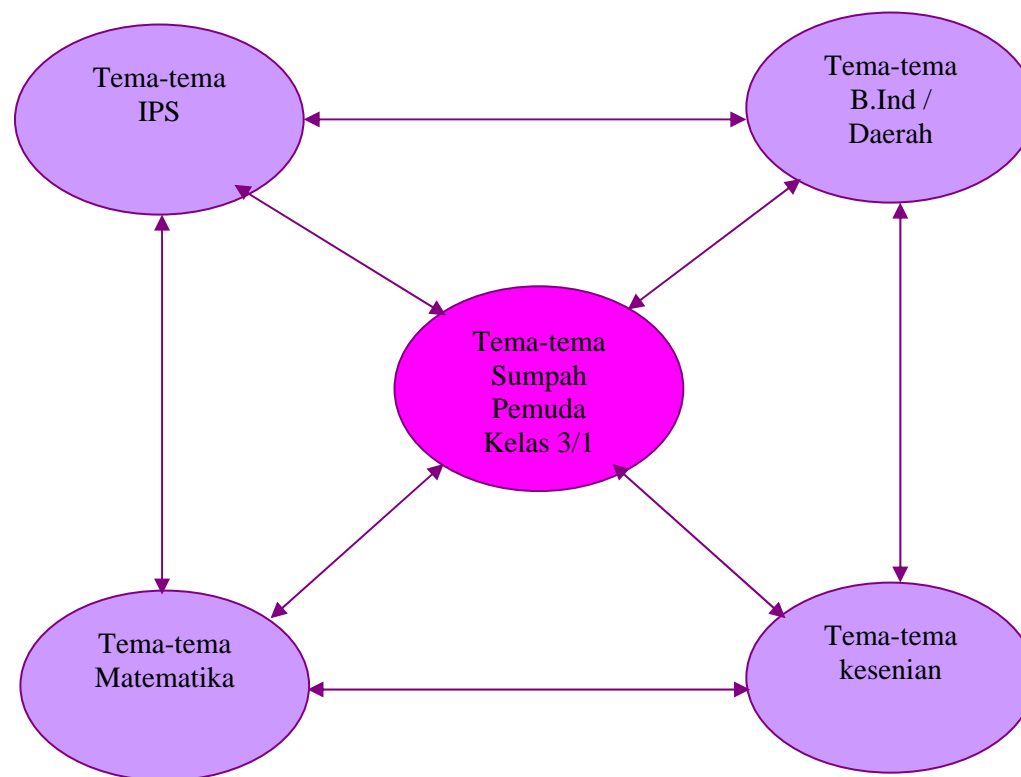 Tema-tema
IPS
Tema-tema
B.Ind /
Daerah
Tema-tema
Sumpah
Pemuda
Kelas 3/1
Tema-tema
Matematika
Tema-tema
kesenian